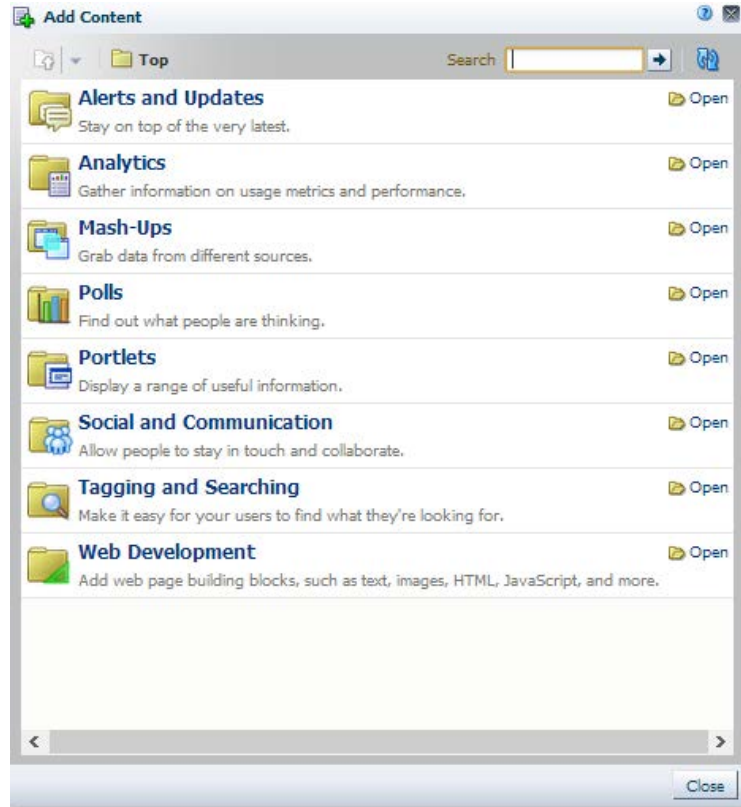 Add Content
Top Search
Alerts and Updates Open
Stay on top of the very latest.
Analytics Open
Gather information on usage metrics and performance.
Mash-Ups Open
Grab data from different sources.
Polls Open
Find out what people are thinking.
Portlets Open
Display a range of useful information.
Social and Communication Open
Allow people to stay in touch and collaborate.
Tagging and Searching Open
Make it easy for your users to find what they're looking for.
Web Development Open
Add web page building blocks, such as text, images, HTML, JavaScript, and more.
Close